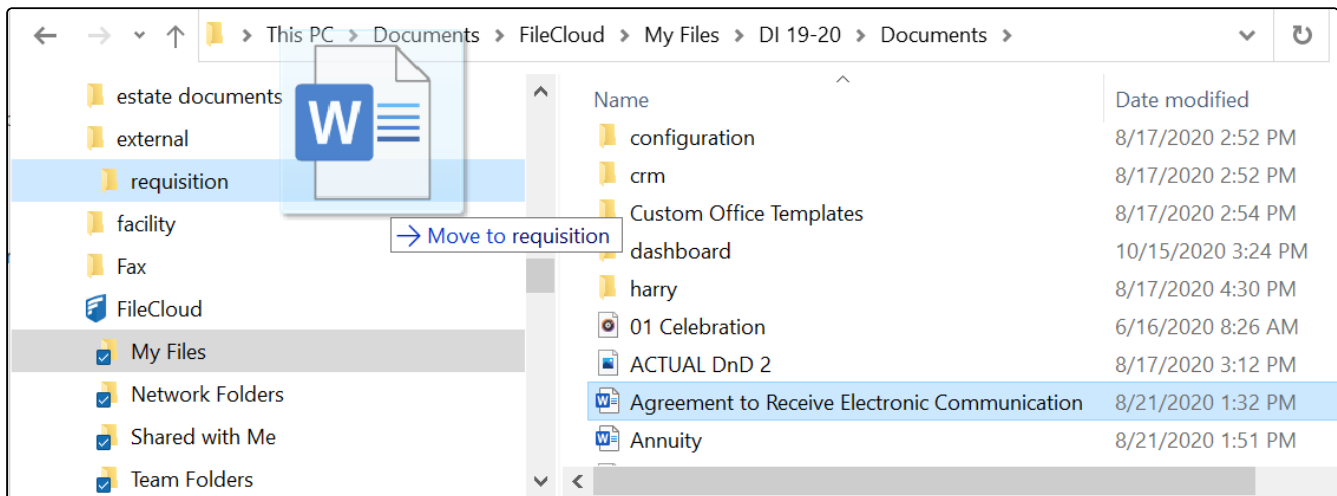 This PC > Documents > FileCloud > My Files > DI 19-20 > Documents >
estate documents
external
requisition
facility
Fax
FileCloud
My Files
Network Folders
Shared with Me
Team Folders
W
Move to requisition
Name Date modified
configuration 8/17/2020 2:52 PM
crm 8/17/2020 2:52 PM
Custom Office Templates 8/17/2020 2:54 PM
dashboard 10/15/2020 3:24 PM
harry 8/17/2020 4:30 PM
01 Celebration 6/16/2020 8:26 AM
ACTUAL DnD 2 8/17/2020 3:12 PM
Agreement to Receive Electronic Communication 8/21/2020 1:32 PM
Annuity 8/21/2020 1:51 PM